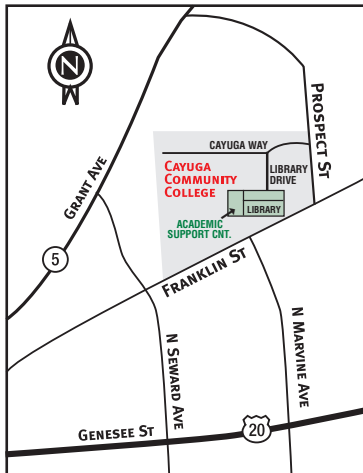 N
GRANT AVE
PROSPECT ST
CAYUGA WAY
CAYUGA
COMMUNITY
COLLEGE
LIBRARY
DRIVE
LIBRARY
ACADEMIC
SUPPORT CNT.
5
FRANKLIN ST
N SEWARD AVE
N MARVINE AVE
GENESEE ST
20